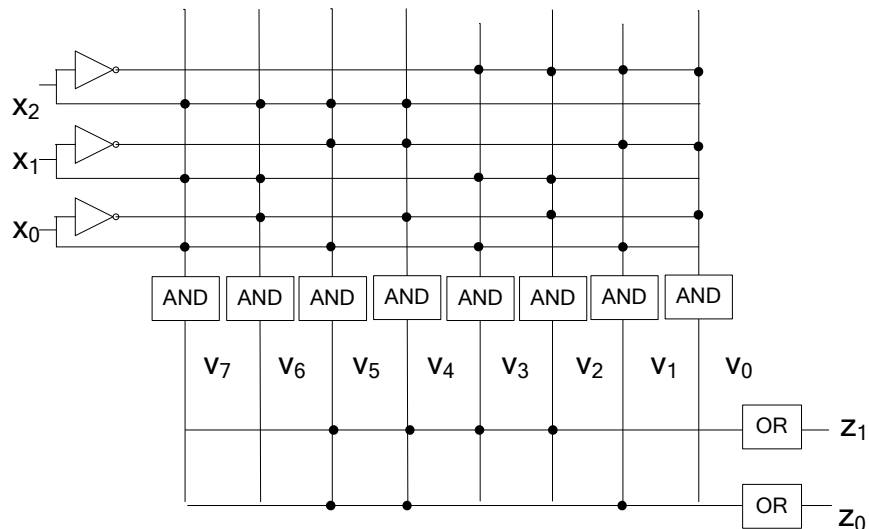 x₂
x₁
x₀
AND AND AND AND AND AND AND AND
v₇ v₆ v₅ v₄ v₃ v₂ v₁ v₀
OR z₁
OR z₀